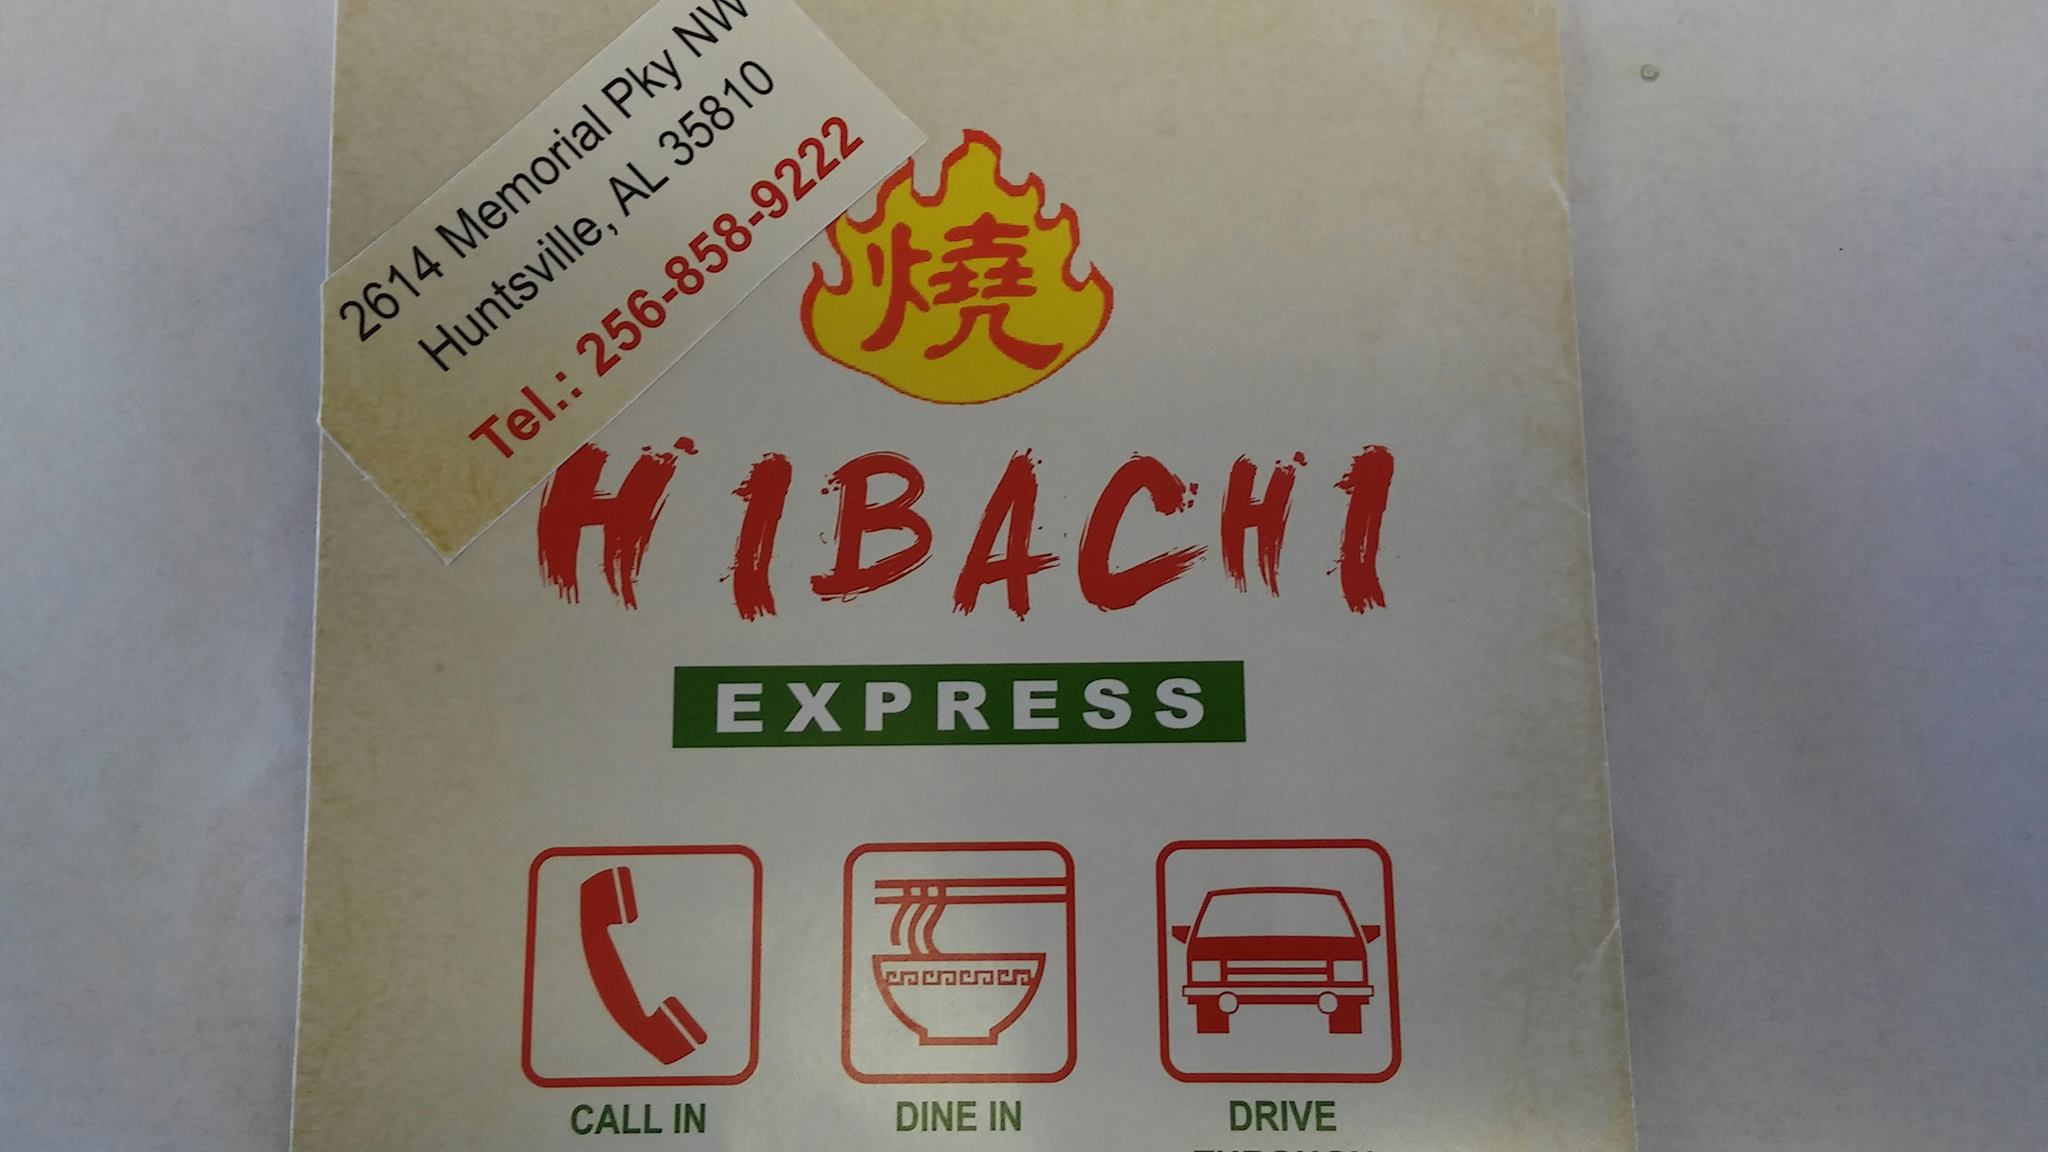 2614 Memorial Pky NW
Huntsville, AL 35810
Tel.: 256-858-9222
燒
HIBACHI
EXPRESS
CALL IN
DINE IN
DRIVE
THROUGH